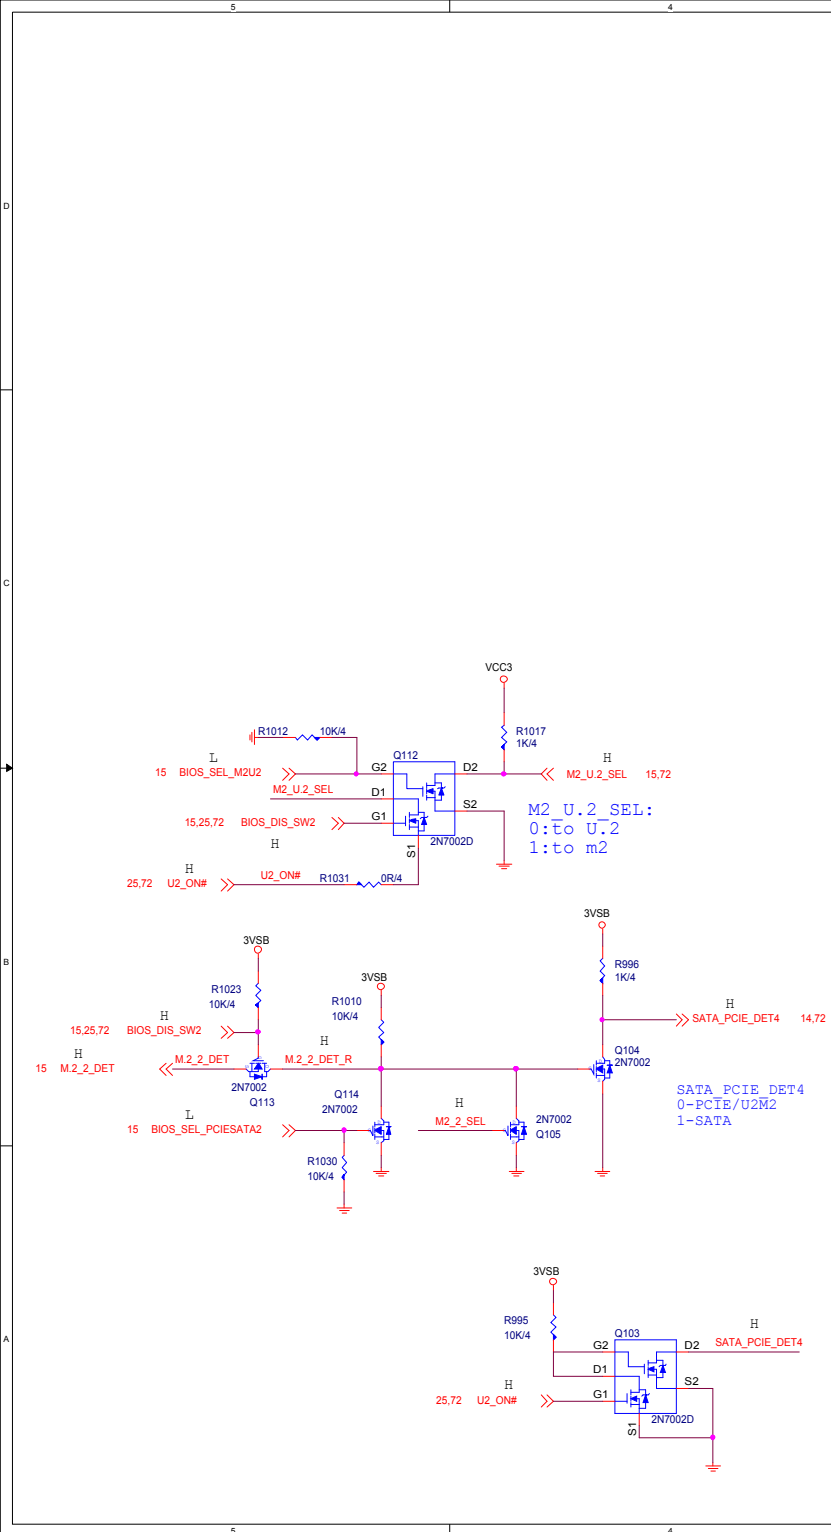 5
4
D
C
VCC3
R1012
10K/4
R1017
1K/4
Q112
L
H
15
BIOS_SEL_M2U2
G2
D2
M2_U.2_SEL
15,72
M2_U.2_SEL
D1
S2
M2_U.2_SEL:
15,25,72
BIOS_DIS_SW2
G1
0:to U.2
2N7002D
1:to m2
H
S1
H
U2_ON#
25,72
U2_ON#
R1031
0R/4
3VSB
3VSB
B
R996
1K/4
3VSB
R1023
10K/4
R1010
10K/4
H
H
15,25,72
BIOS_DIS_SW2
SATA_PCIE_DET4
14,72
H
H
Q104
2N7002
15
M.2_2_DET
M.2_2_DET
M.2_2_DET_R
2N7002
Q113
Q114
2N7002
SATA_PCIE_DET4
0-PCIE/U2M2
1-SATA
L
H
15
BIOS_SEL_PCIESATA2
M2_2_SEL
2N7002
Q105
R1030
10K/4
3VSB
R995
10K/4
Q103
H
A
G2
D2
SATA_PCIE_DET4
D1
S2
H
25,72
U2_ON#
G1
2N7002D
S1
5
4